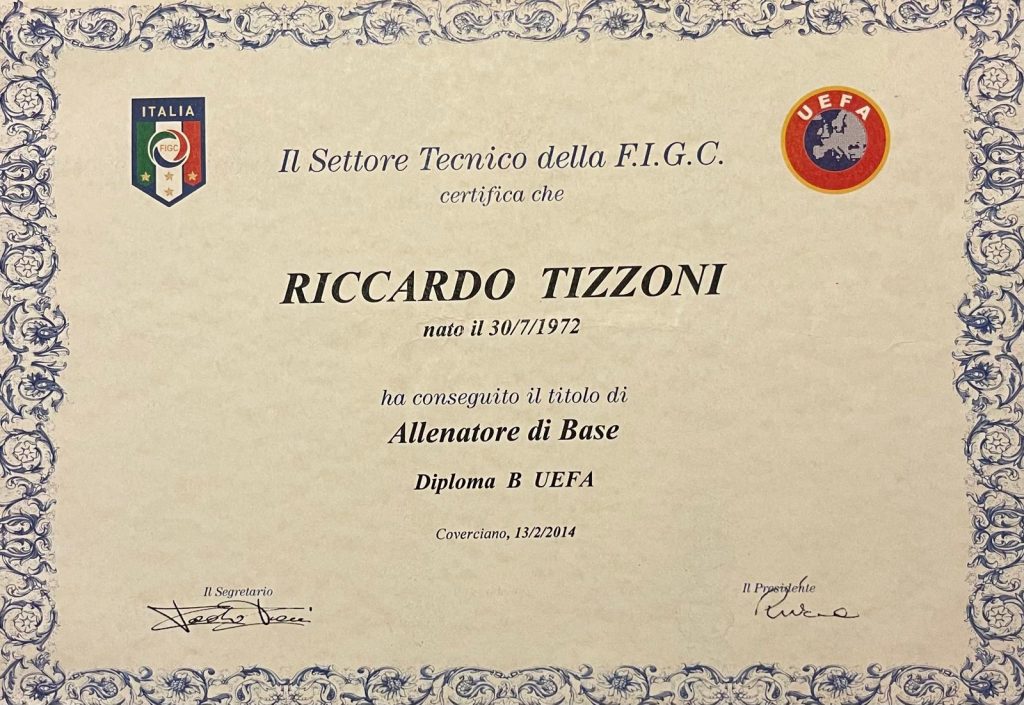 ITALIA
FIGC
UEFA
Il Settore Tecnico della F.I.G.C.
certifica che
RICCARDO TIZZONI
nato il 30/7/1972
ha conseguito il titolo di
Allenatore di Base
Diploma B UEFA
Coverciano, 13/2/2014
Il Segretario
Il Presidente